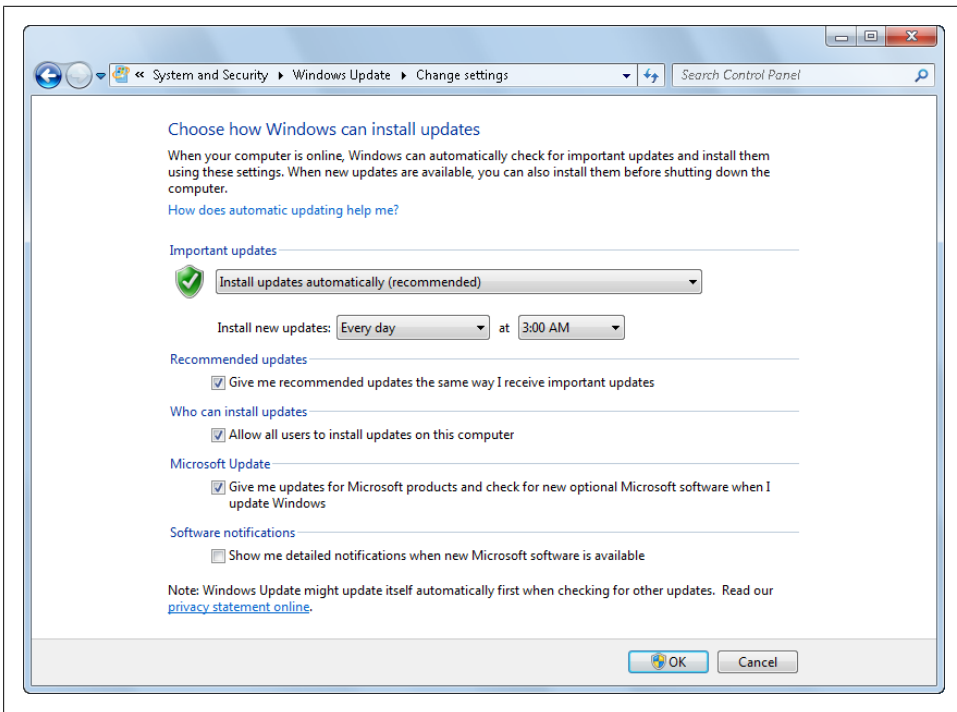 « System and Security ▸ Windows Update ▸ Change settings
Search Control Panel
Choose how Windows can install updates
When your computer is online, Windows can automatically check for important updates and install them
using these settings. When new updates are available, you can also install them before shutting down the
computer.
How does automatic updating help me?
Important updates
Install updates automatically (recommended)
Install new updates: Every day at 3:00 AM
Recommended updates
Give me recommended updates the same way I receive important updates
Who can install updates
Allow all users to install updates on this computer
Microsoft Update
Give me updates for Microsoft products and check for new optional Microsoft software when I
update Windows
Software notifications
Show me detailed notifications when new Microsoft software is available
Note: Windows Update might update itself automatically first when checking for other updates. Read our
privacy statement online.
OK Cancel